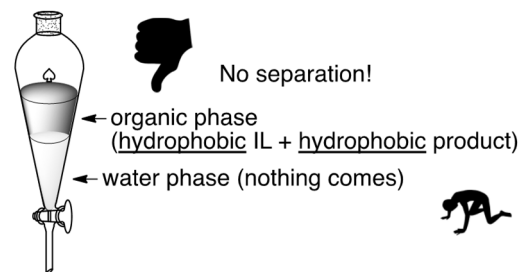 No separation!
organic phase
(hydrophobic IL + hydrophobic product)
water phase (nothing comes)